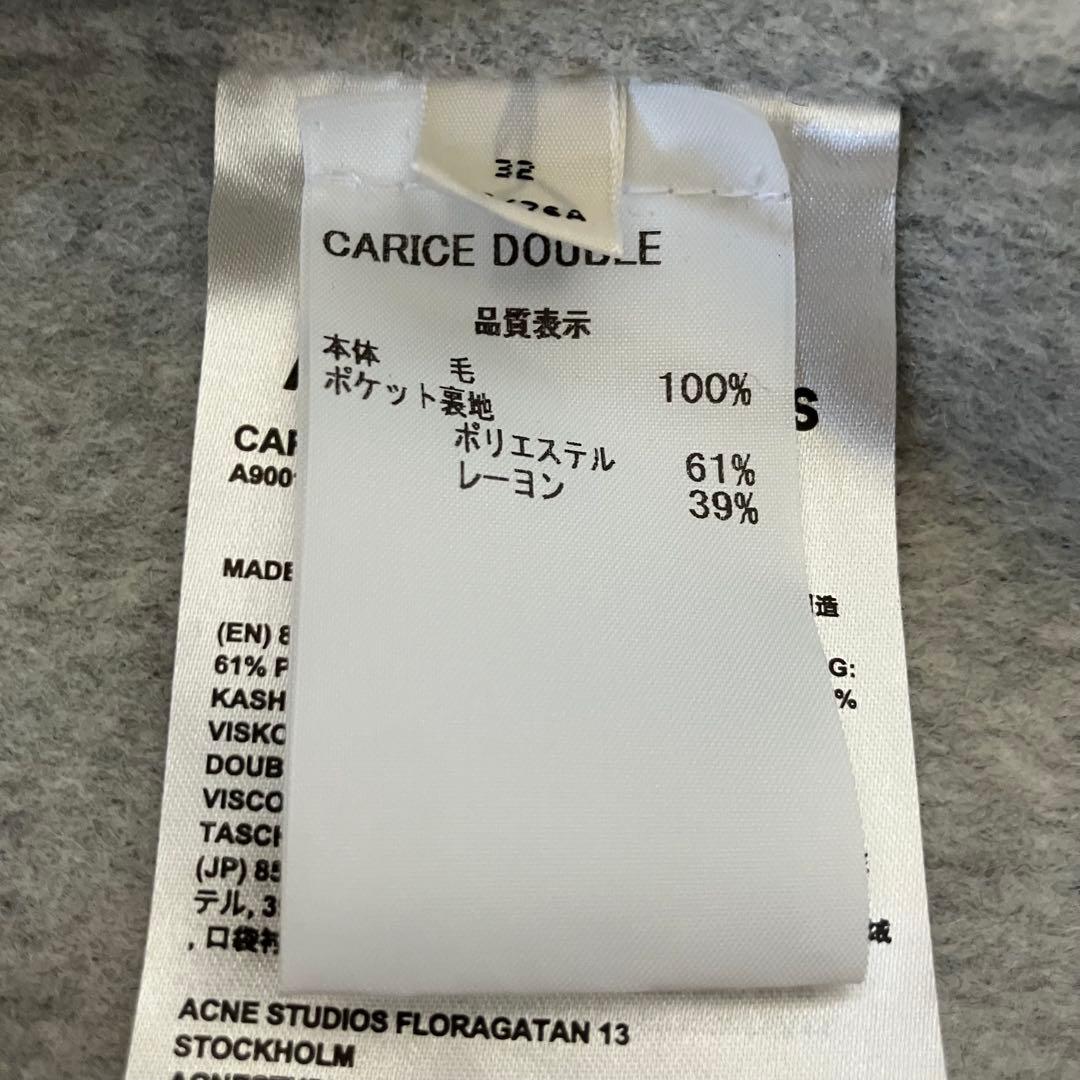 32
CARICE DOUBLE
品質表示
本体
毛 100%
ポケット裏地
ポリエステル 61%
レーヨン 39%
S
CAR
A900
MADE
造
(EN) 8
61% P
G:
KASH
%
VISKO
DOUB
VISCO
TASCH
(JP) 85
テル, 3
, 口袋衬
ACNE STUDIOS FLORAGATAN 13
STOCKHOLM